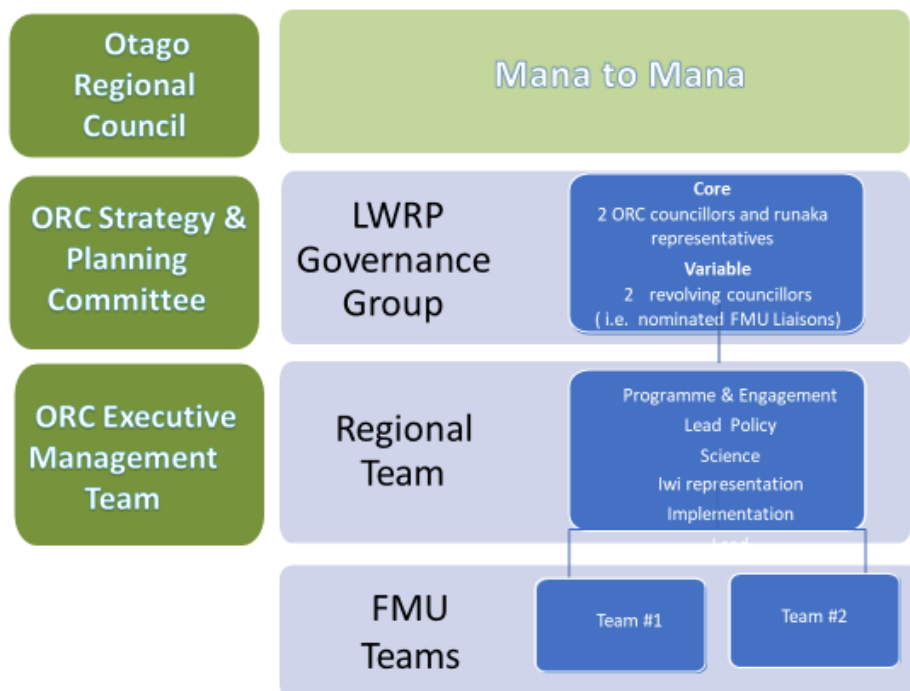 Otago
Regional
Council
Mana to Mana
ORC Strategy &
Planning
Committee
LWRP
Governance
Group
Core
2 ORC councillors and runaka
representatives
Variable
2 revolving councillors
( i.e. nominated FMU Liaisons)
ORC Executive
Management
Team
Regional
Team
Programme & Engagement
Lead Policy
Science
Iwi representation
Implementation
Lead
FMU
Teams
Team #1
Team #2